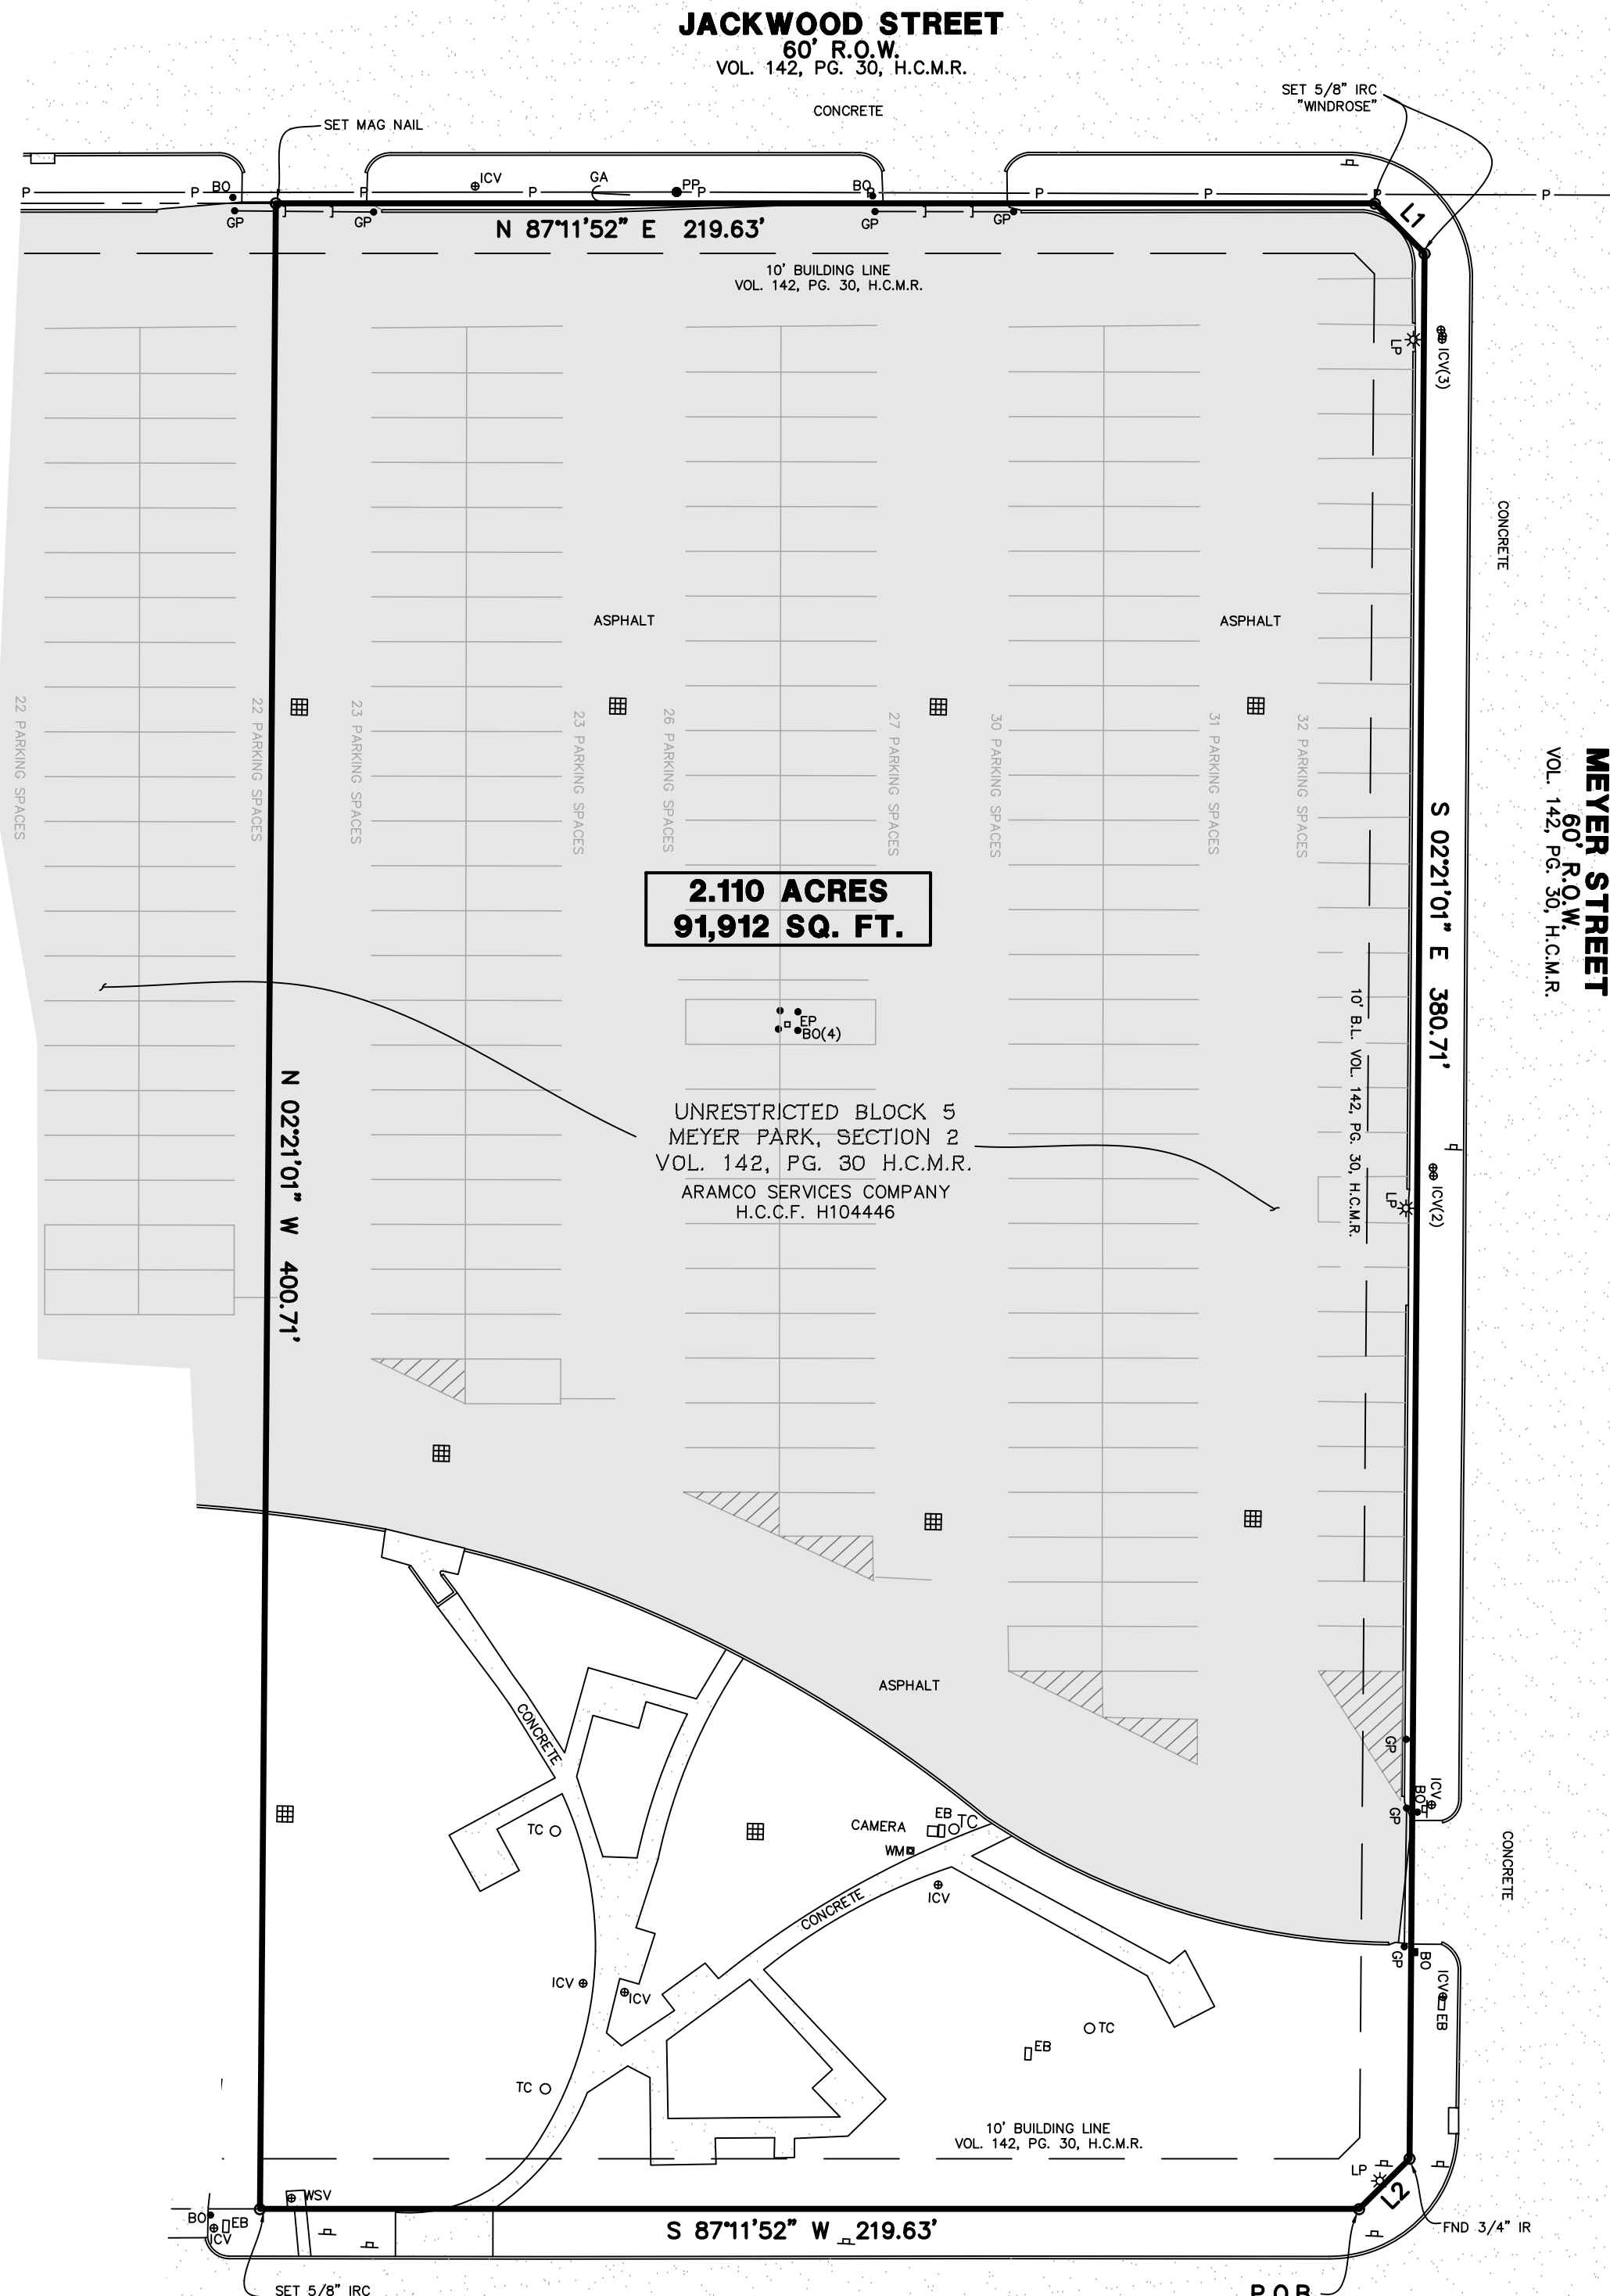 JACKWOOD STREET
60' R.O.W.
VOL. 142, PG. 30, H.C.M.R.
CONCRETE
SET 5/8" IRC
"WINDROSE"
SET MAG NAIL
P
P
BO
P
ICV
P
GA
PP
P
BO
P
P
P
P
P
GP
GP
GP
GP
N 87°11'52" E 219.63'
L1
10' BUILDING LINE
VOL. 142, PG. 30, H.C.M.R.
LP
ICV(3)
CONCRETE
ASPHALT
ASPHALT
22 PARKING SPACES
22 PARKING SPACES
23 PARKING SPACES
23 PARKING SPACES
26 PARKING SPACES
27 PARKING SPACES
30 PARKING SPACES
31 PARKING SPACES
32 PARKING SPACES
MEYER STREET
60' R.O.W.
VOL. 142, PG. 30, H.C.M.R.
S 02°21'01" E 380.71'
2.110 ACRES
91,912 SQ. FT.
10' B.L. VOL. 142, PG. 30, H.C.M.R.
EP
BO(4)
N 02°21'01" W 400.71'
UNRESTRICTED BLOCK 5
MEYER PARK, SECTION 2
VOL. 142, PG. 30 H.C.M.R.
ARAMCO SERVICES COMPANY
H.C.C.F. H104446
LP
ICV(2)
ASPHALT
CONCRETE
GP
GP
BO
ICV
CONCRETE
TC
CAMERA
EB
TC
WM
ICV
CONCRETE
GP
BO
ICV
EB
ICV
ICV
TC
EB
TC
10' BUILDING LINE
VOL. 142, PG. 30, H.C.M.R.
LP
L2
WSV
BO
EB
ICV
S 87°11'52" W 219.63'
FND 3/4" IR
SET 5/8" IRC
P.O.B.